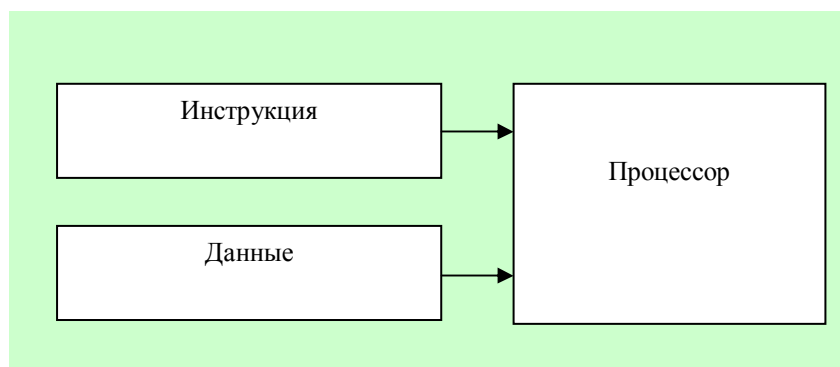 Инструкция
Процессор
Данные